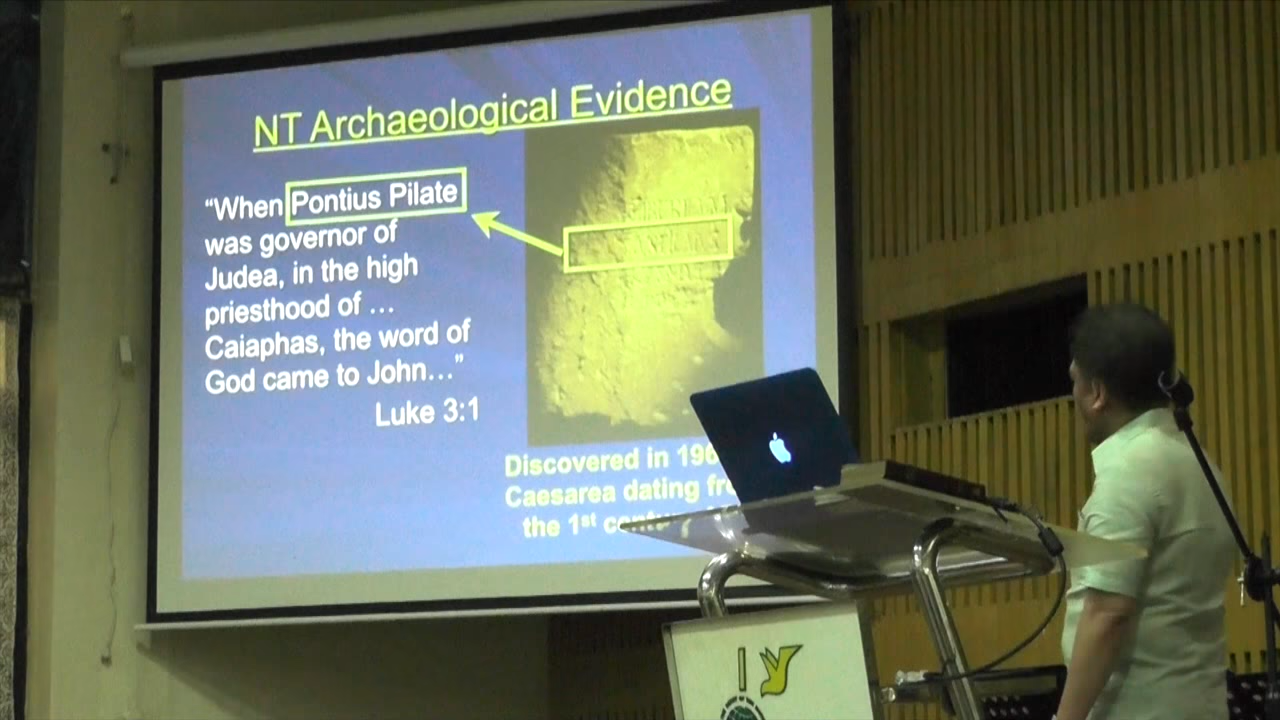 NT Archaeological Evidence
“When Pontius Pilate
was governor of
Judea, in the high
priesthood of …
Caiaphas, the word of
God came to John…”
Luke 3:1
Discovered in
Caesarea dating
the 1st